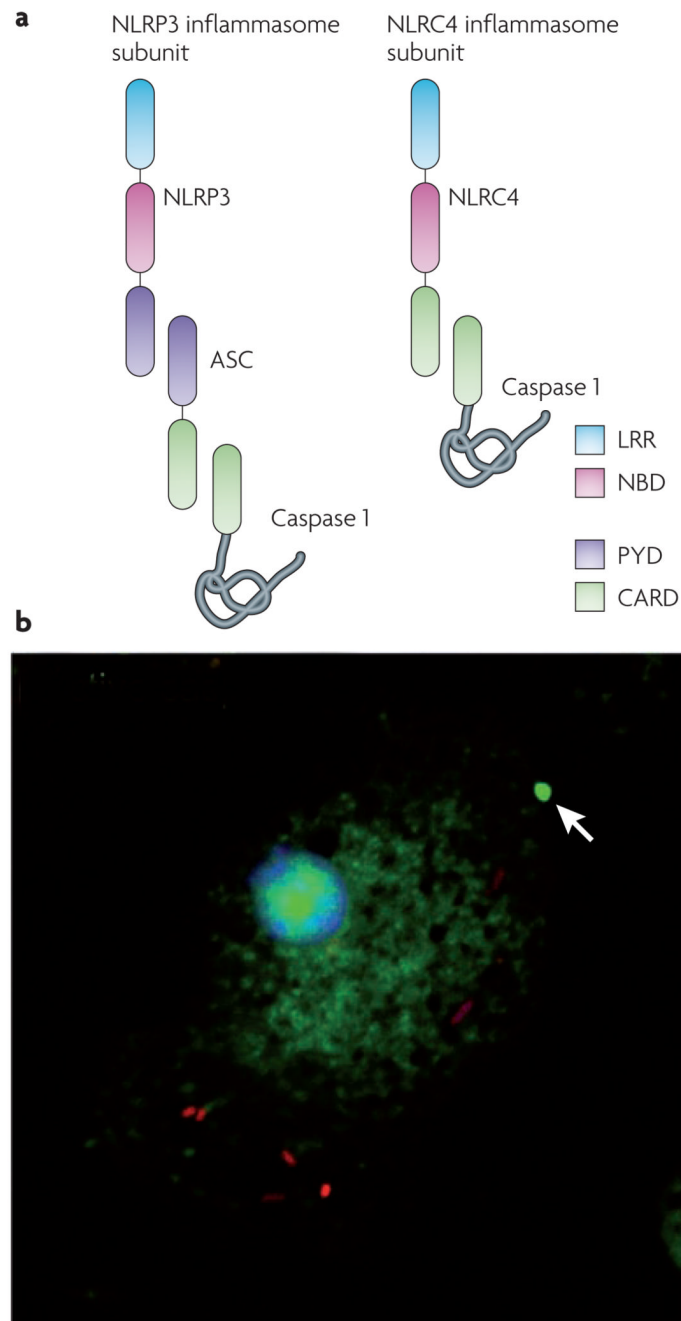 a
NLRP3 inflammasome
subunit
NLRC4 inflammasome
subunit
NLRP3
NLRC4
ASC
Caspase 1
Caspase 1
LRR
NBD
PYD
CARD
b